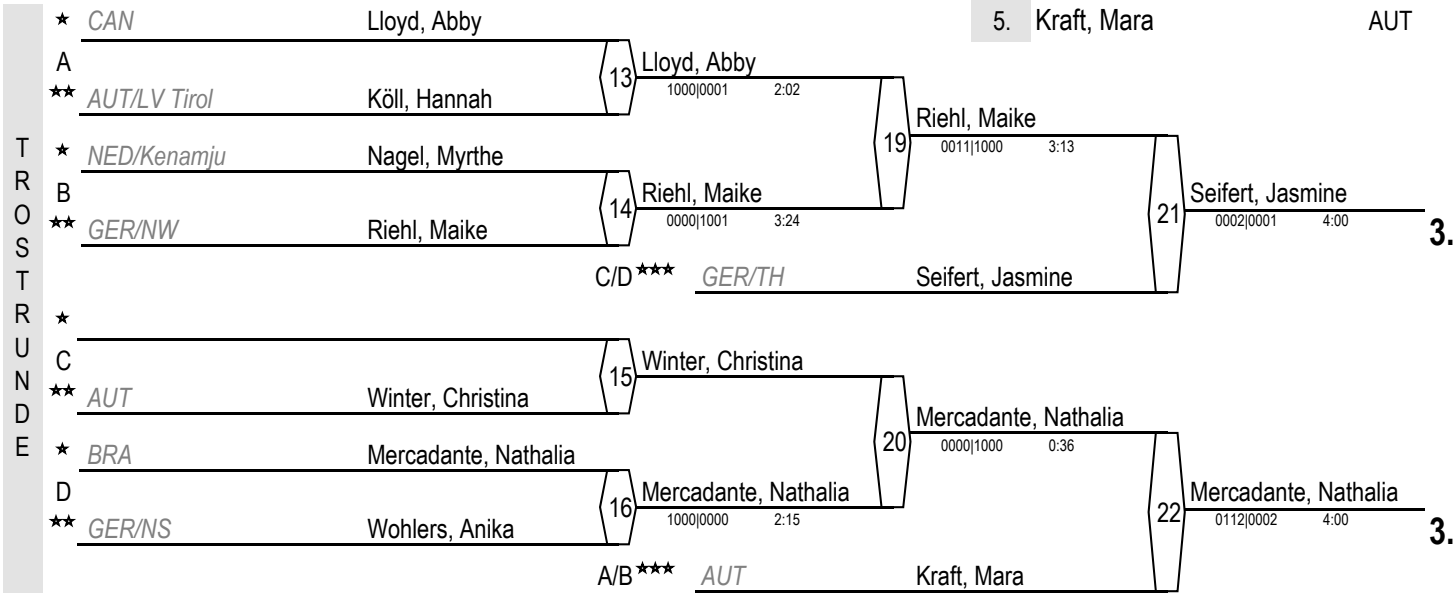 TROSTRUNDE
★ CAN Lloyd, Abby
5. Kraft, Mara AUT
A
13 Lloyd, Abby
1000|0001 2:02
★★ AUT/LV Tirol Köll, Hannah
19 Riehl, Maike
0011|1000 3:13
★ NED/Kenamju Nagel, Myrthe
B
14 Riehl, Maike
0000|1001 3:24
21 Seifert, Jasmine
0002|0001 4:00
3.
★★ GER/NW Riehl, Maike
C/D ★★★ GER/TH Seifert, Jasmine
★
C
15 Winter, Christina
★★ AUT Winter, Christina
20 Mercadante, Nathalia
0000|1000 0:36
★ BRA Mercadante, Nathalia
D
16 Mercadante, Nathalia
1000|0000 2:15
22 Mercadante, Nathalia
0112|0002 4:00
3.
★★ GER/NS Wohlers, Anika
A/B ★★★ AUT Kraft, Mara